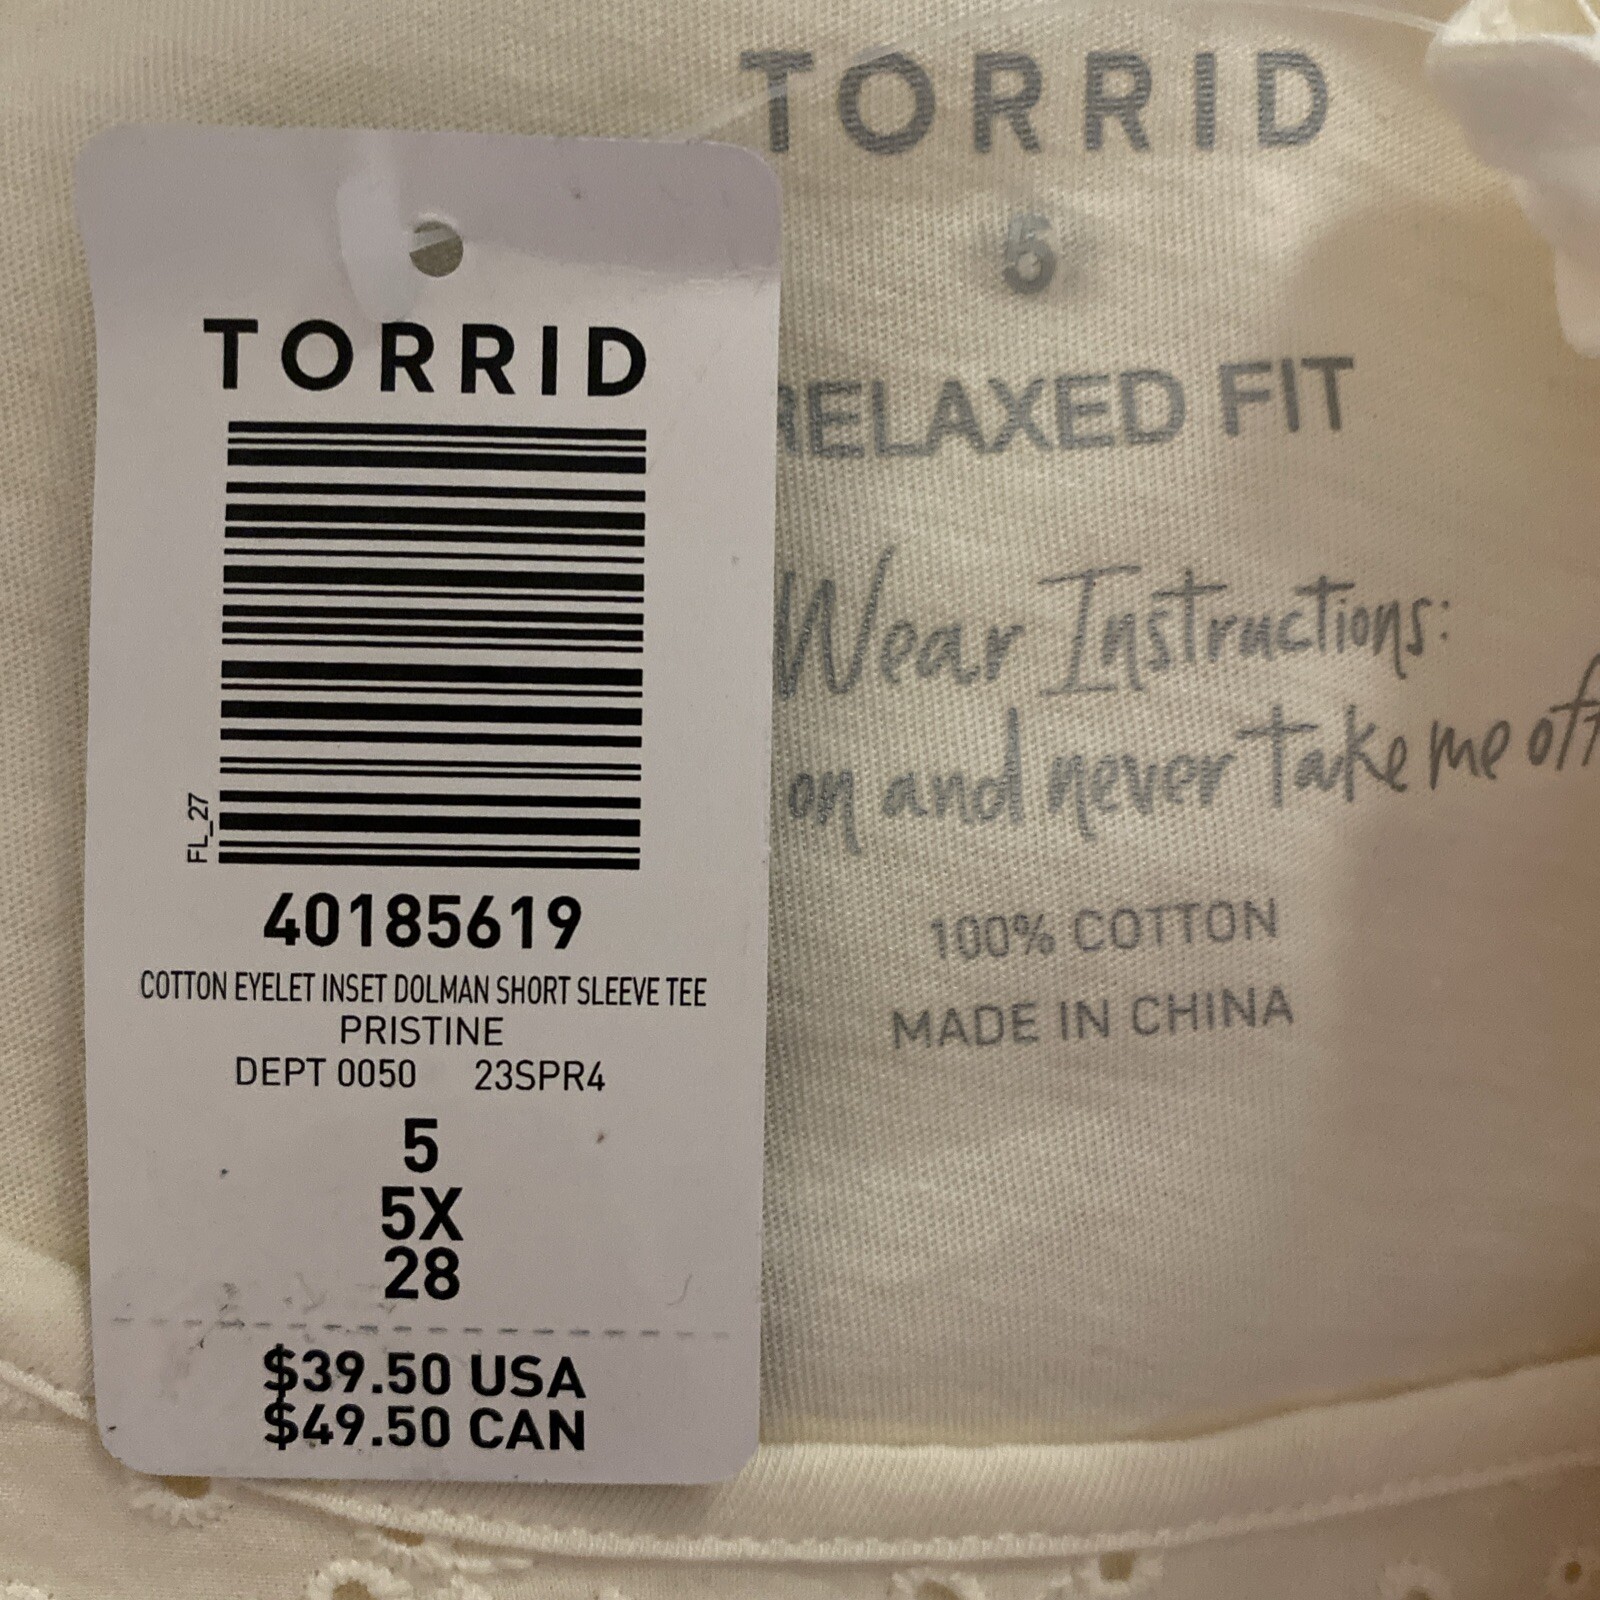 TORRID
FL_27
40185619
COTTON EYELET INSET DOLMAN SHORT SLEEVE TEE
PRISTINE
DEPT 0050 23SPR4
5
5X
28
$39.50 USA
$49.50 CAN
TORRID
5
RELAXED FIT
Wear Instructions:
on and never take me off
100% COTTON
MADE IN CHINA